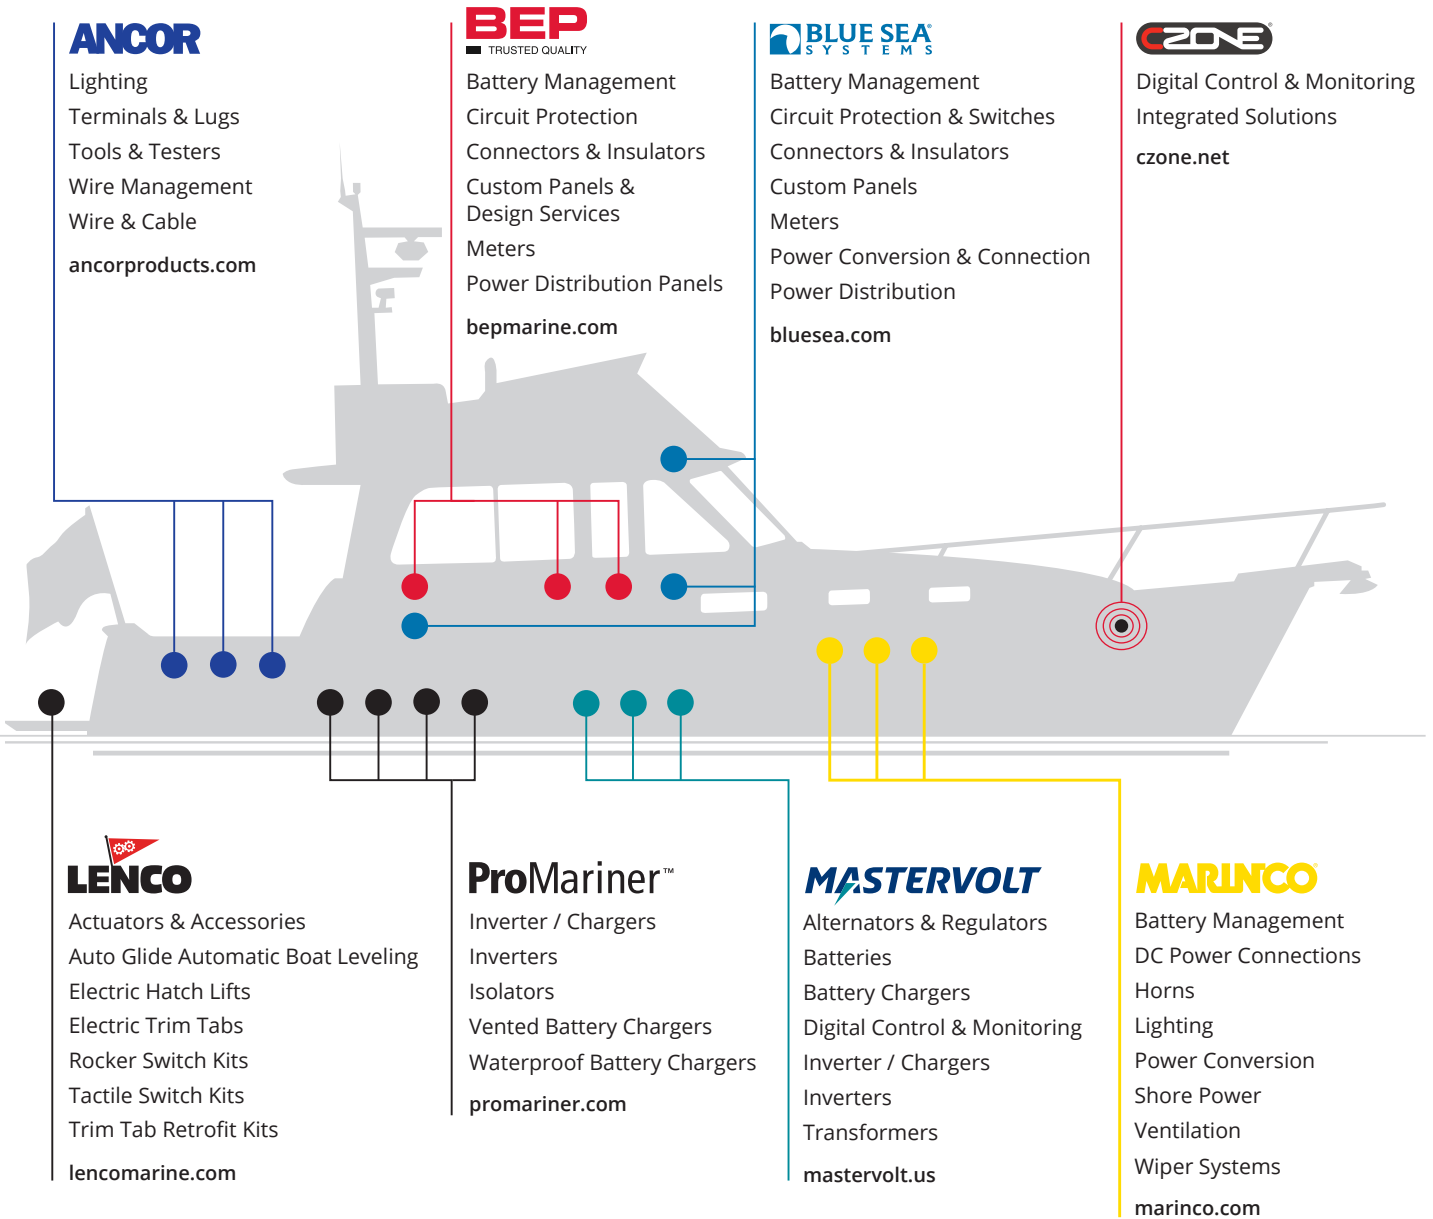 ANCOR
Lighting
Terminals & Lugs
Tools & Testers
Wire Management
Wire & Cable
ancorproducts.com
BEP
TRUSTED QUALITY
Battery Management
Circuit Protection
Connectors & Insulators
Custom Panels &
Design Services
Meters
Power Distribution Panels
bepmarine.com
BLUE SEA®
SYSTEMS
Battery Management
Circuit Protection & Switches
Connectors & Insulators
Custom Panels
Meters
Power Conversion & Connection
Power Distribution
bluesea.com
CZONE®
Digital Control & Monitoring
Integrated Solutions
czone.net
LENCO
Actuators & Accessories
Auto Glide Automatic Boat Leveling
Electric Hatch Lifts
Electric Trim Tabs
Rocker Switch Kits
Tactile Switch Kits
Trim Tab Retrofit Kits
lencomarine.com
ProMariner™
Inverter / Chargers
Inverters
Isolators
Vented Battery Chargers
Waterproof Battery Chargers
promariner.com
MASTERVOLT
Alternators & Regulators
Batteries
Battery Chargers
Digital Control & Monitoring
Inverter / Chargers
Inverters
Transformers
mastervolt.us
MARINCO®
Battery Management
DC Power Connections
Horns
Lighting
Power Conversion
Shore Power
Ventilation
Wiper Systems
marinco.com